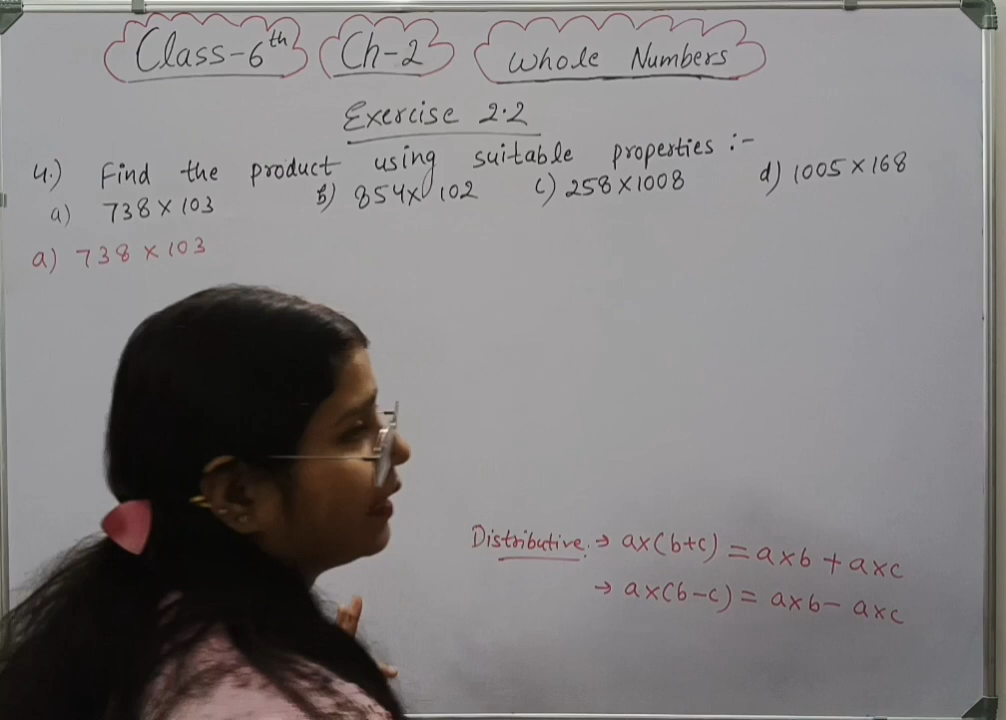 Class-6th Ch-2 Whole Numbers
Exercise 2.2
4.) Find the product using suitable properties :-
a) 738×103 b) 854×102 c) 258×1008 d) 1005×168
a) 738×103
Distributive → a×(b+c) = a×b + a×c
→ a×(b-c) = a×b - a×c